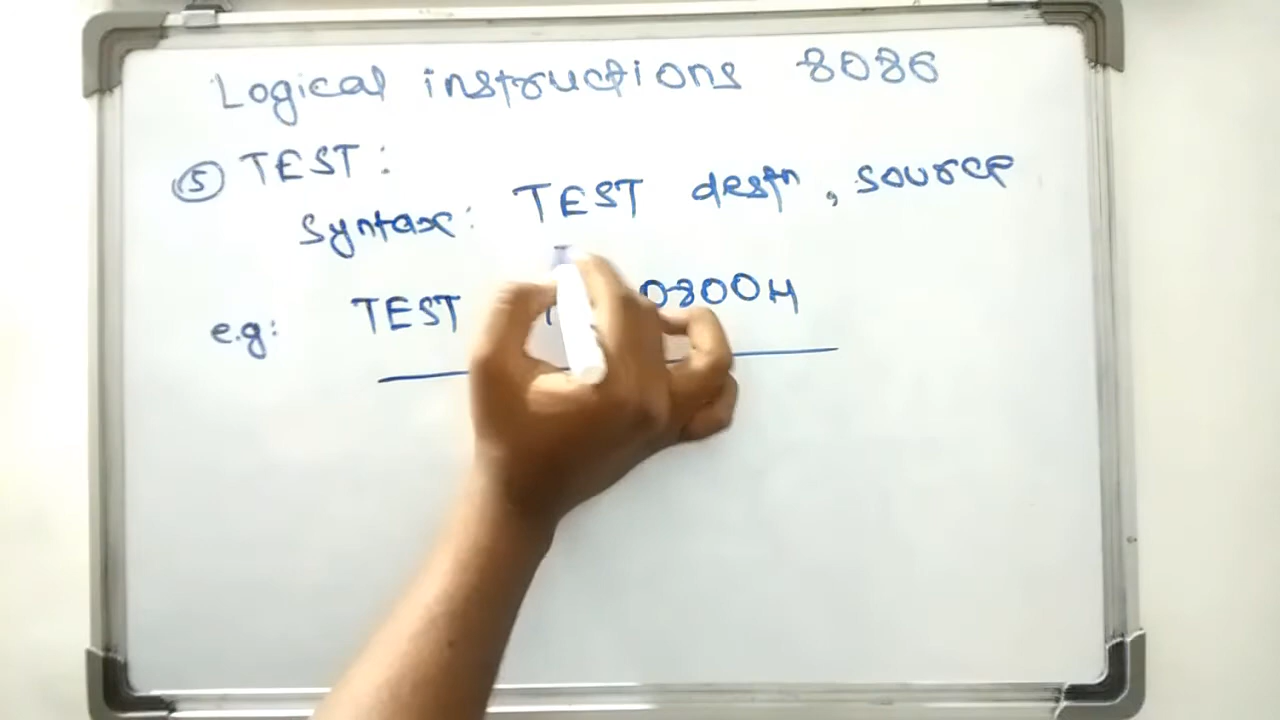 Logical instructions 8086
⑤ TEST:
Syntax: TEST destn, source
e.g: TEST 0800H